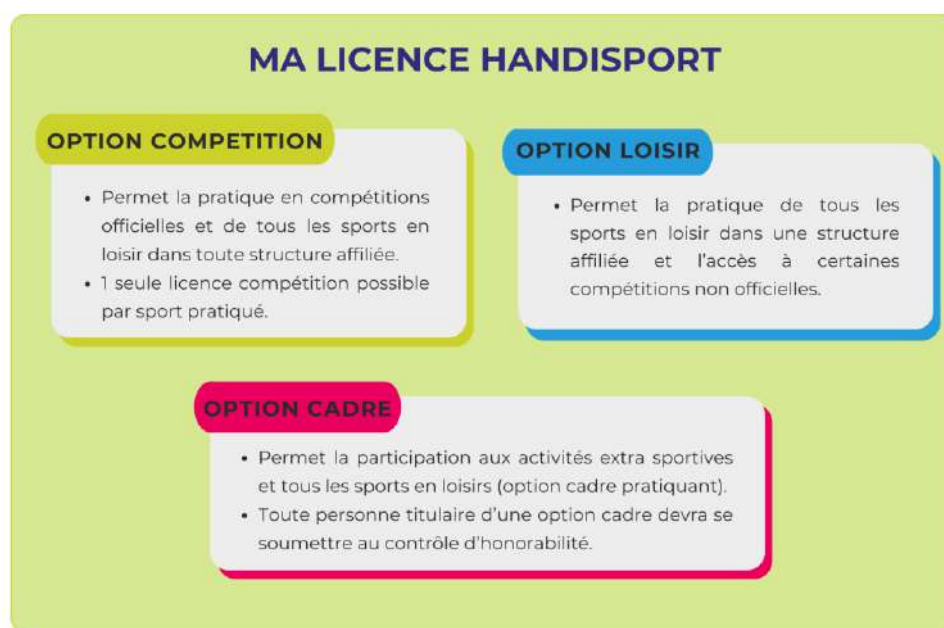 MA LICENCE HANDISPORT
OPTION COMPETITION
• Permet la pratique en compétitions
officielles et de tous les sports en
loisir dans toute structure affiliée.
• 1 seule licence compétition possible
par sport pratiqué.
OPTION LOISIR
• Permet la pratique de tous les
sports en loisir dans une structure
affiliée et l'accès à certaines
compétitions non officielles.
OPTION CADRE
• Permet la participation aux activités extra sportives
et tous les sports en loisirs (option cadre pratiquant).
• Toute personne titulaire d'une option cadre devra se
soumettre au contrôle d'honorabilité.